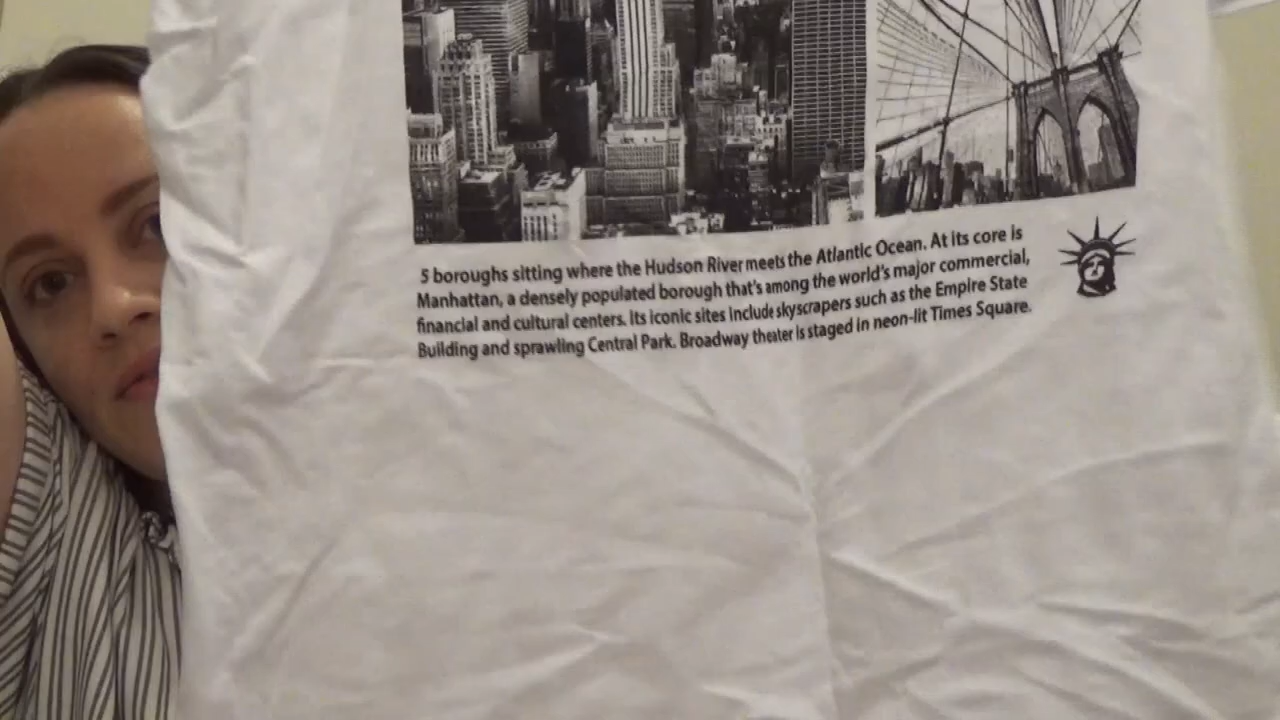 5 boroughs sitting where the Hudson River meets the Atlantic Ocean. At its core is
Manhattan, a densely populated borough that's among the world's major commercial,
financial and cultural centers. Its iconic sites include skyscrapers such as the Empire State
Building and sprawling Central Park. Broadway theater is staged in neon-lit Times Square.